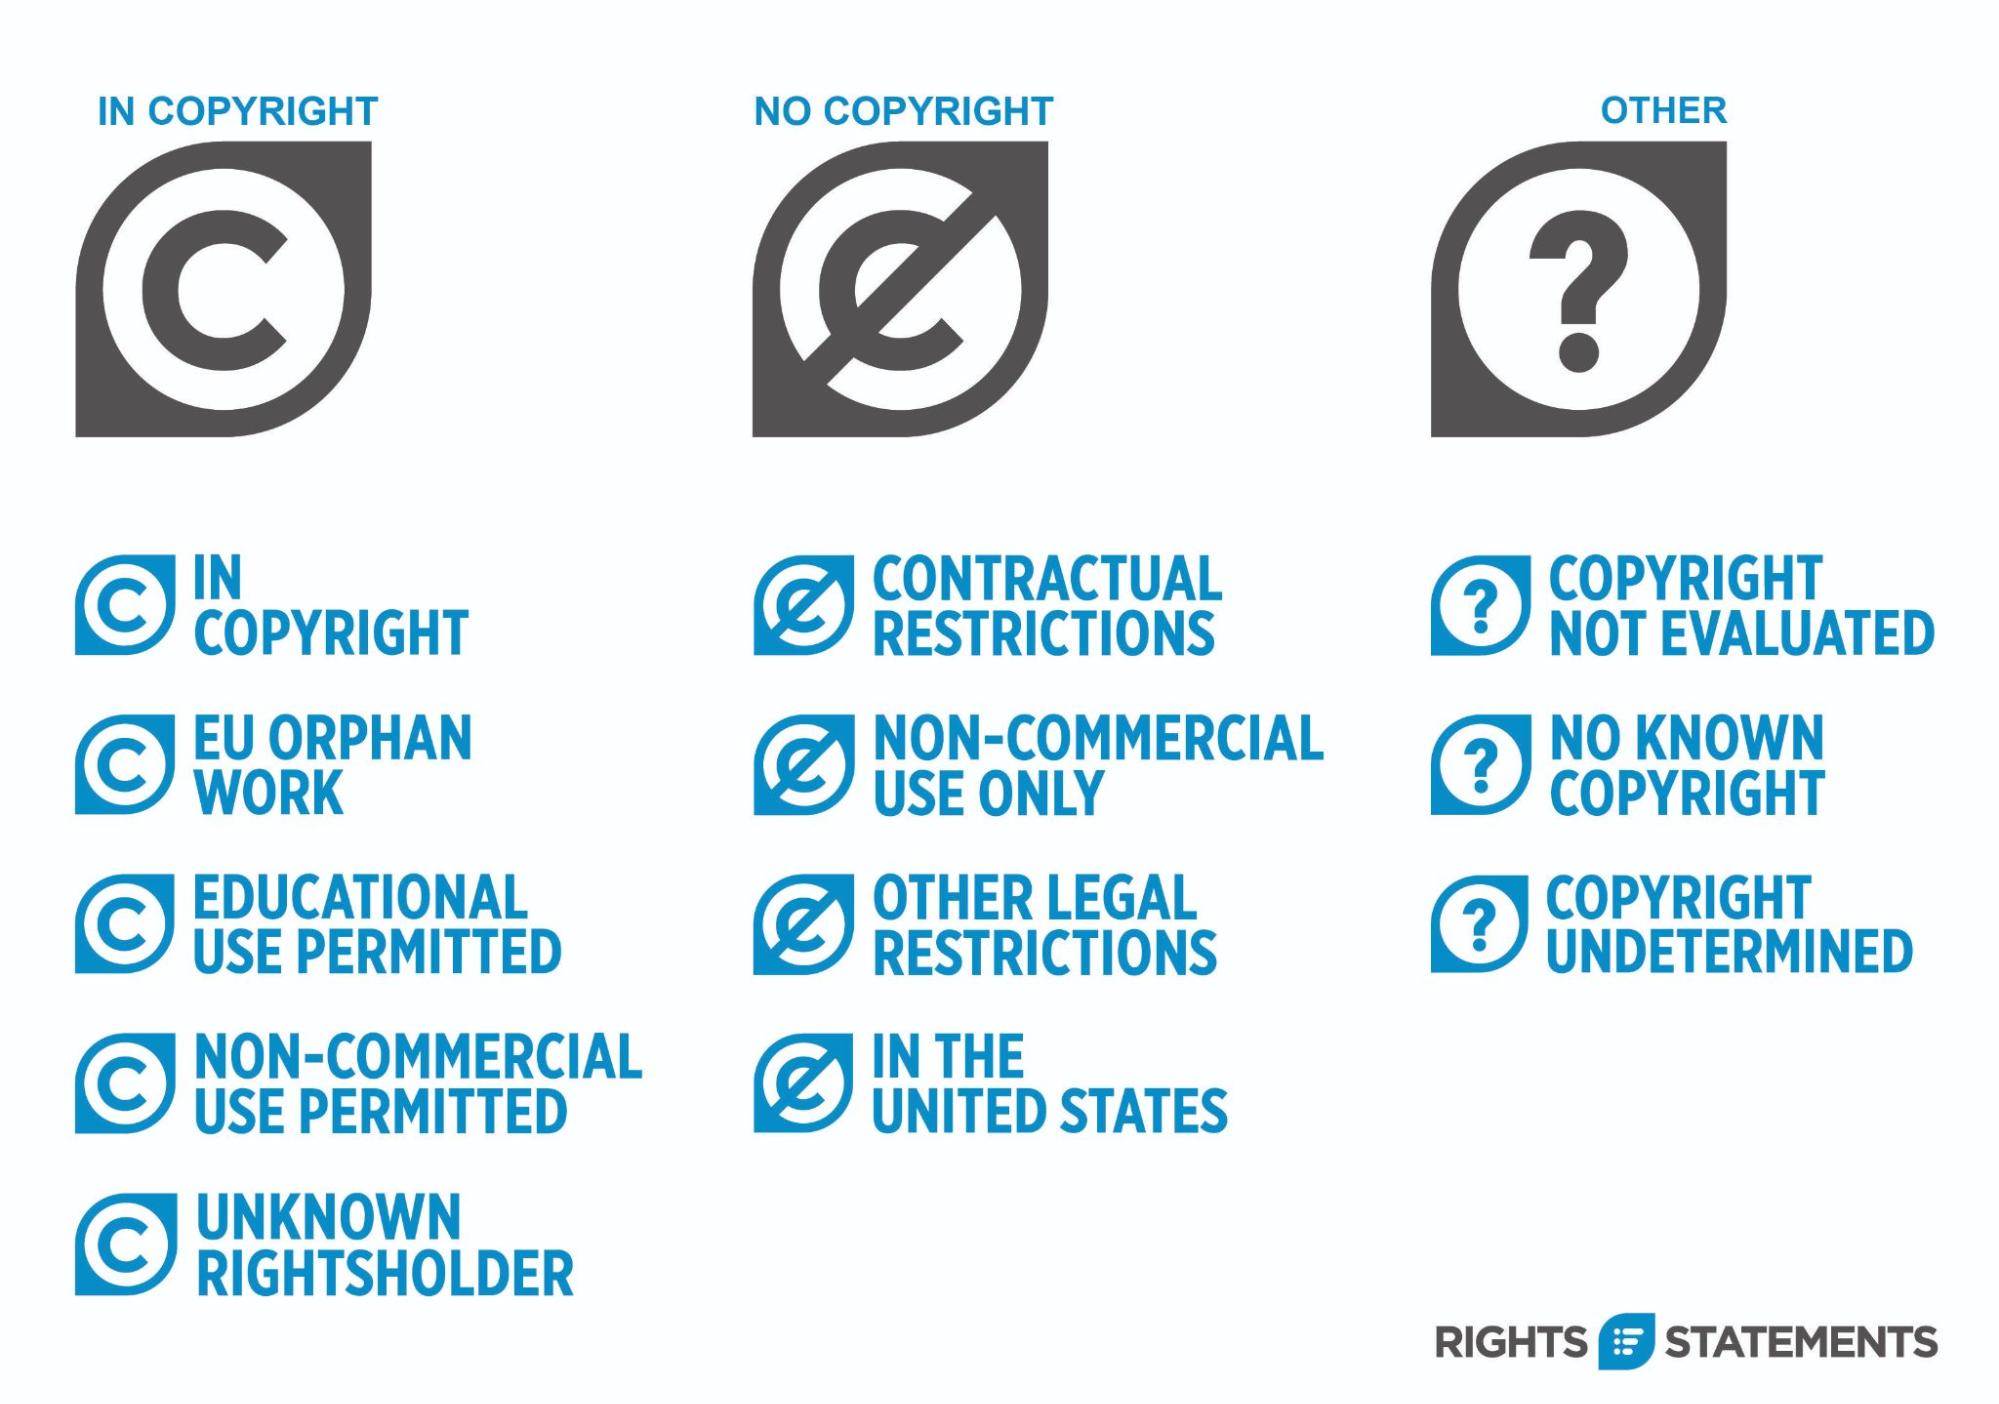 IN COPYRIGHT
NO COPYRIGHT
OTHER
IN
COPYRIGHT
EU ORPHAN
WORK
EDUCATIONAL
USE PERMITTED
NON-COMMERCIAL
USE PERMITTED
UNKNOWN
RIGHTSHOLDER
CONTRACTUAL
RESTRICTIONS
NON-COMMERCIAL
USE ONLY
OTHER LEGAL
RESTRICTIONS
IN THE
UNITED STATES
COPYRIGHT
NOT EVALUATED
NO KNOWN
COPYRIGHT
COPYRIGHT
UNDETERMINED
RIGHTS STATEMENTS